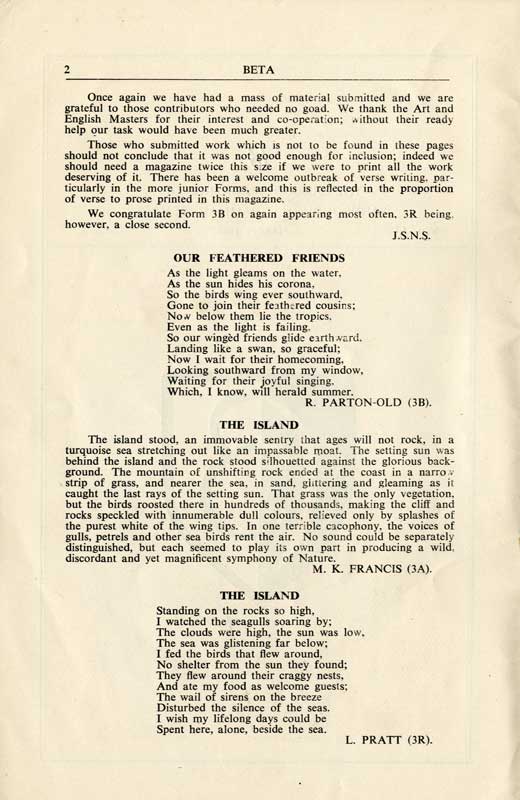 2 BETA
Once again we have had a mass of material submitted and we are
grateful to those contributors who needed no goad. We thank the Art and
English Masters for their interest and co-operation; without their ready
help our task would have been much greater.
Those who submitted work which is not to be found in these pages
should not conclude that it was not good enough for inclusion; indeed we
should need a magazine twice this size if we were to print all the work
deserving of it. There has been a welcome outbreak of verse writing, par-
ticularly in the more junior Forms, and this is reflected in the proportion
of verse to prose printed in this magazine.
We congratulate Form 3B on again appearing most often, 3R being,
however, a close second.
J.S.N.S.
OUR FEATHERED FRIENDS
As the light gleams on the water,
As the sun hides his corona,
So the birds wing ever southward,
Gone to join their feathered cousins;
Now below them lie the tropics,
Even as the light is failing.
So our wingèd friends glide earthward.
Landing like a swan, so graceful;
Now I wait for their homecoming,
Looking southward from my window,
Waiting for their joyful singing,
Which, I know, will herald summer.
R. PARTON-OLD (3B).
THE ISLAND
The island stood, an immovable sentry that ages will not rock, in a
turquoise sea stretching out like an impassable moat. The setting sun was
behind the island and the rock stood silhouetted against the glorious back-
ground. The mountain of unshifting rock ended at the coast in a narrow
strip of grass, and nearer the sea, in sand, glittering and gleaming as it
caught the last rays of the setting sun. That grass was the only vegetation,
but the birds roosted there in hundreds of thousands, making the cliff and
rocks speckled with innumerable dull colours, relieved only by splashes of
the purest white of the wing tips. In one terrible cacophony, the voices of
gulls, petrels and other sea birds rent the air. No sound could be separately
distinguished, but each seemed to play its own part in producing a wild,
discordant and yet magnificent symphony of Nature.
M. K. FRANCIS (3A).
THE ISLAND
Standing on the rocks so high,
I watched the seagulls soaring by;
The clouds were high, the sun was low,
The sea was glistening far below;
I fed the birds that flew around,
No shelter from the sun they found;
They flew around their craggy nests,
And ate my food as welcome guests;
The wail of sirens on the breeze
Disturbed the silence of the seas.
I wish my lifelong days could be
Spent here, alone, beside the sea.
L. PRATT (3R).